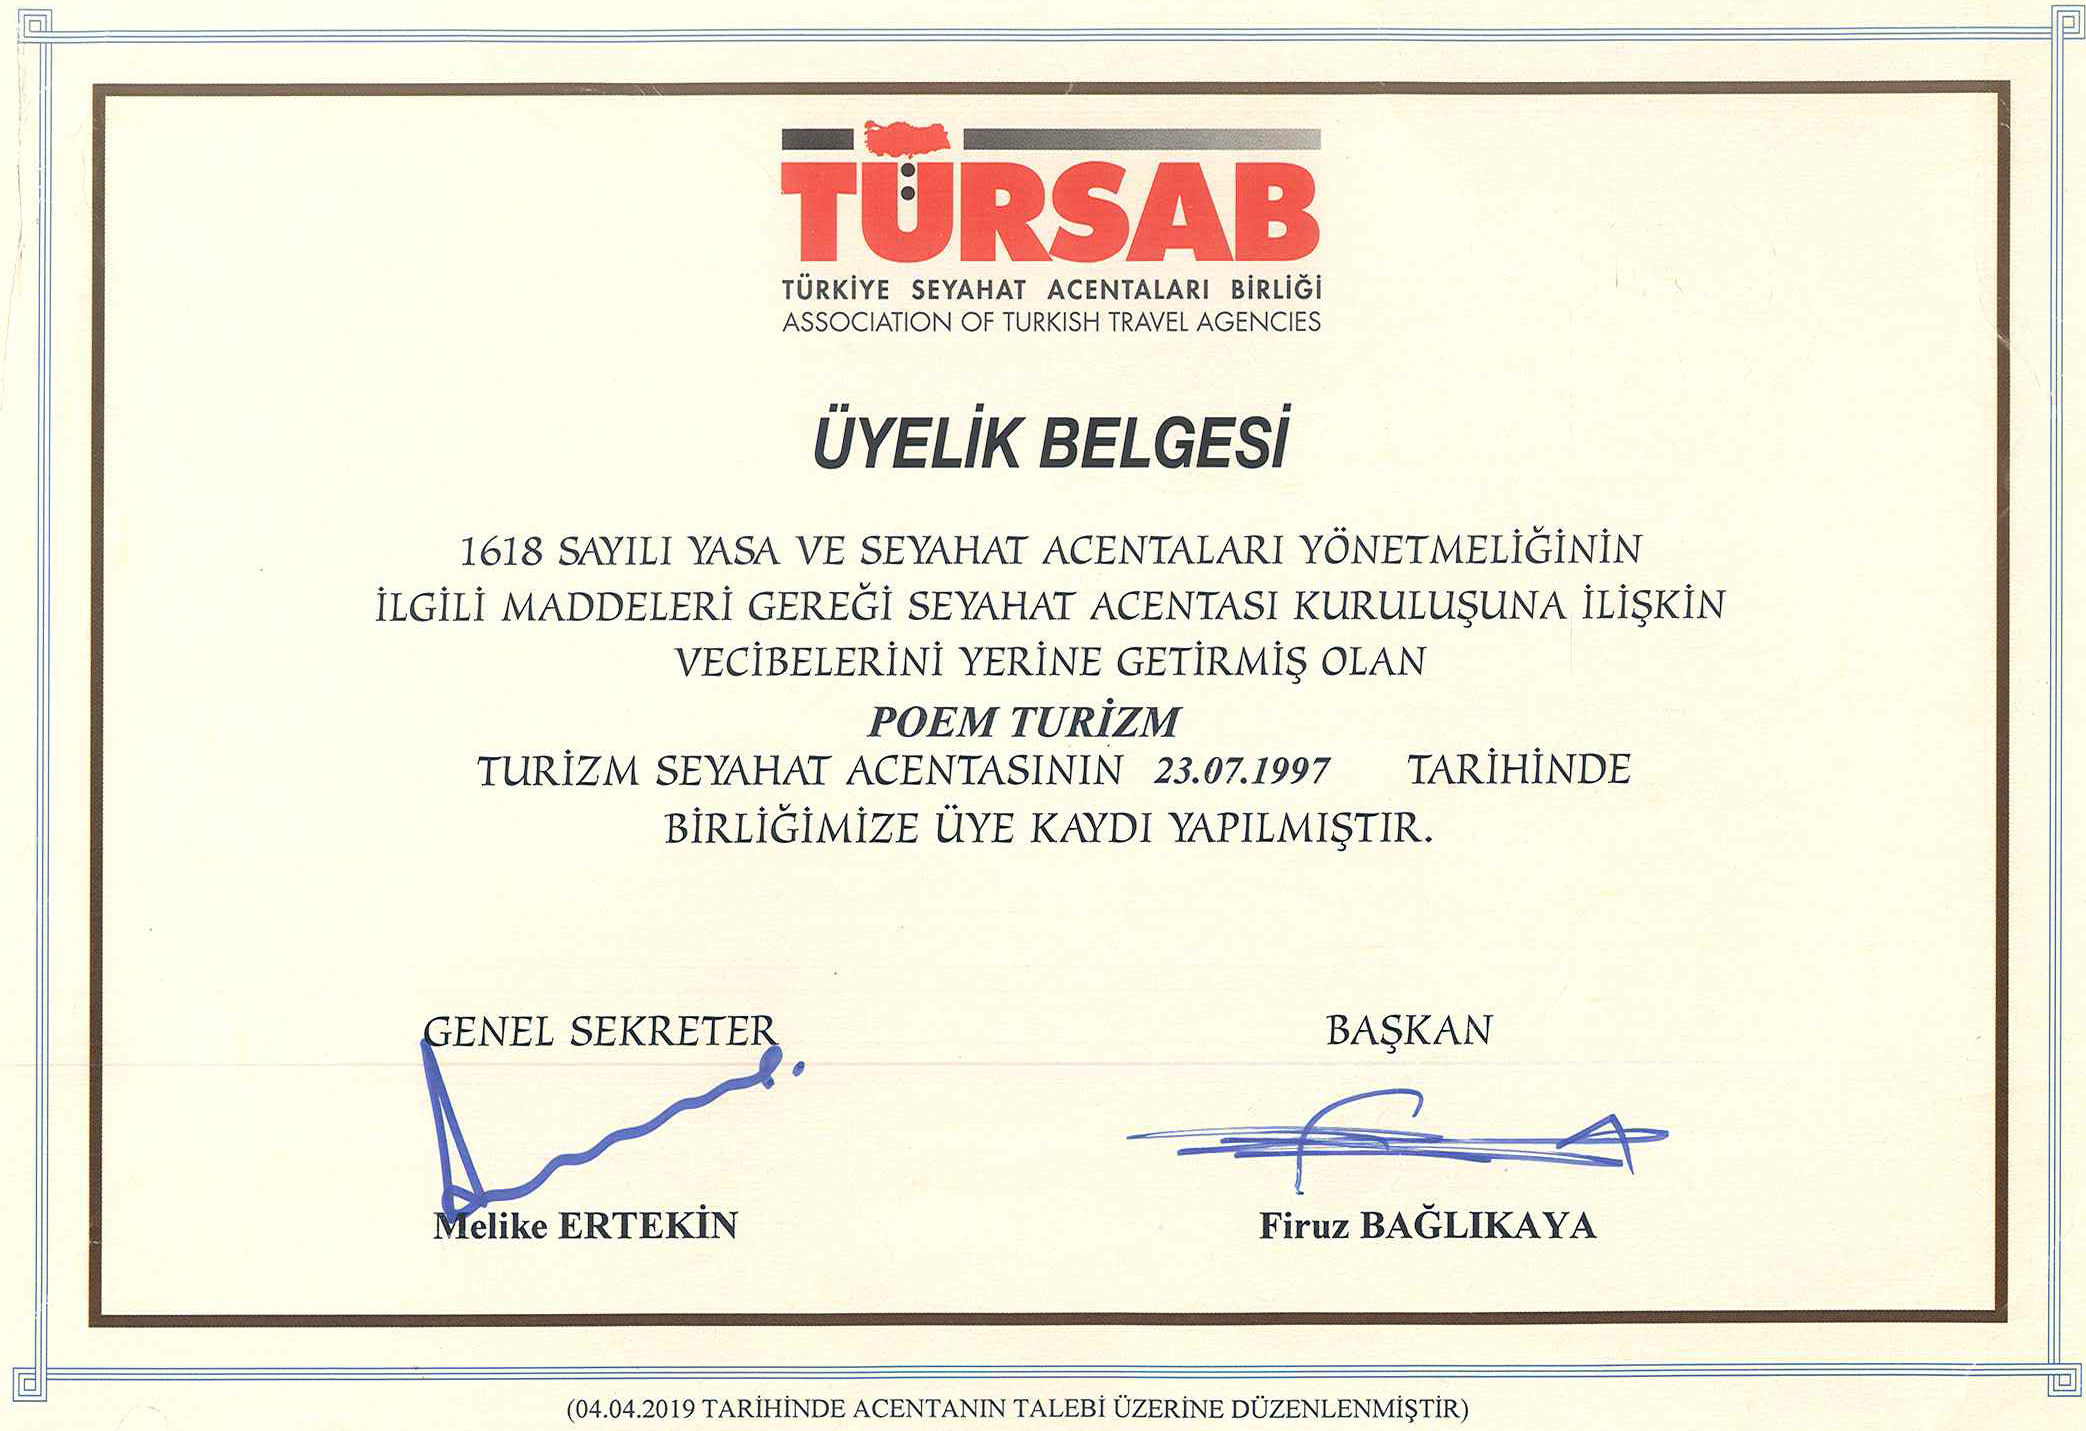 TÜRSAB
TÜRKİYE SEYAHAT ACENTALARI BİRLİĞİ
ASSOCIATION OF TURKISH TRAVEL AGENCIES
ÜYELİK BELGESİ
1618 SAYILI YASA VE SEYAHAT ACENTALARI YÖNETMELİĞİNİN
İLGİLİ MADDELERİ GEREĞİ SEYAHAT ACENTASI KURULUŞUNA İLİŞKİN
VECİBELERİNİ YERİNE GETİRMİŞ OLAN
POEM TURİZM
TURİZM SEYAHAT ACENTASININ 23.07.1997 TARİHİNDE
BİRLİĞİMİZE ÜYE KAYDI YAPILMIŞTIR.
GENEL SEKRETER BAŞKAN
Melike ERTEKİN Firuz BAĞLIKAYA
(04.04.2019 TARİHİNDE ACENTANIN TALEBİ ÜZERİNE DÜZENLENMİŞTİR)